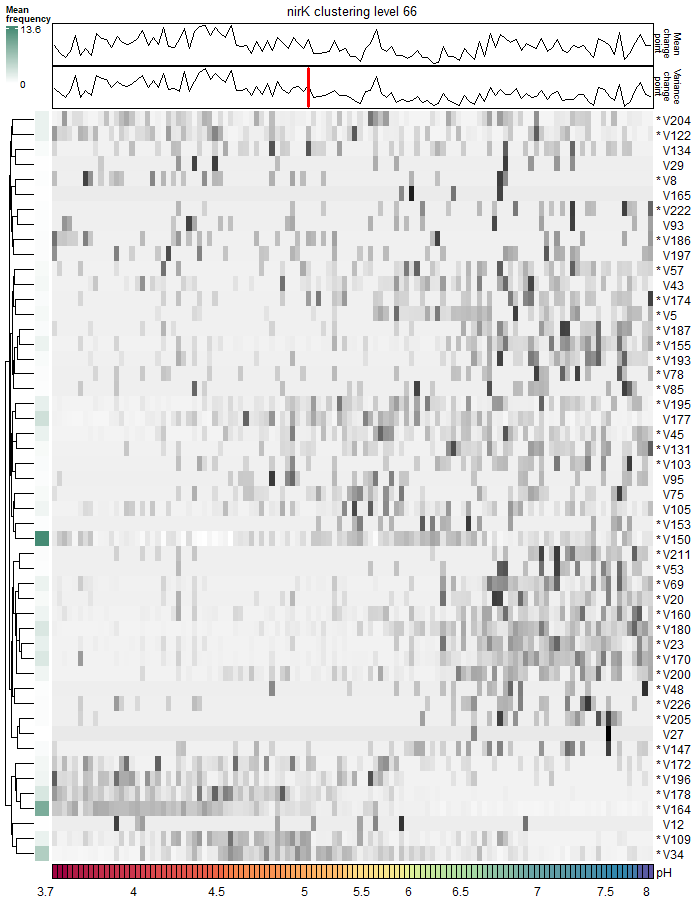 nirK clustering level 66
Mean
frequency
13.6
0
Mean
change
point
Variance
change
point
* V204
* V122
V134
V29
* V8
V165
* V222
V93
* V186
V197
* V57
V43
* V174
* V5
* V187
* V155
* V193
* V78
* V85
* V195
V177
* V45
* V131
* V103
V95
V75
V105
* V153
* V150
* V211
* V53
* V69
* V20
* V160
* V180
* V23
* V170
* V200
* V48
* V226
* V205
V27
* V147
* V172
* V196
* V178
* V164
V12
* V109
* V34
pH
3.7 4 4.5 5 5.5 6 6.5 7 7.5 8